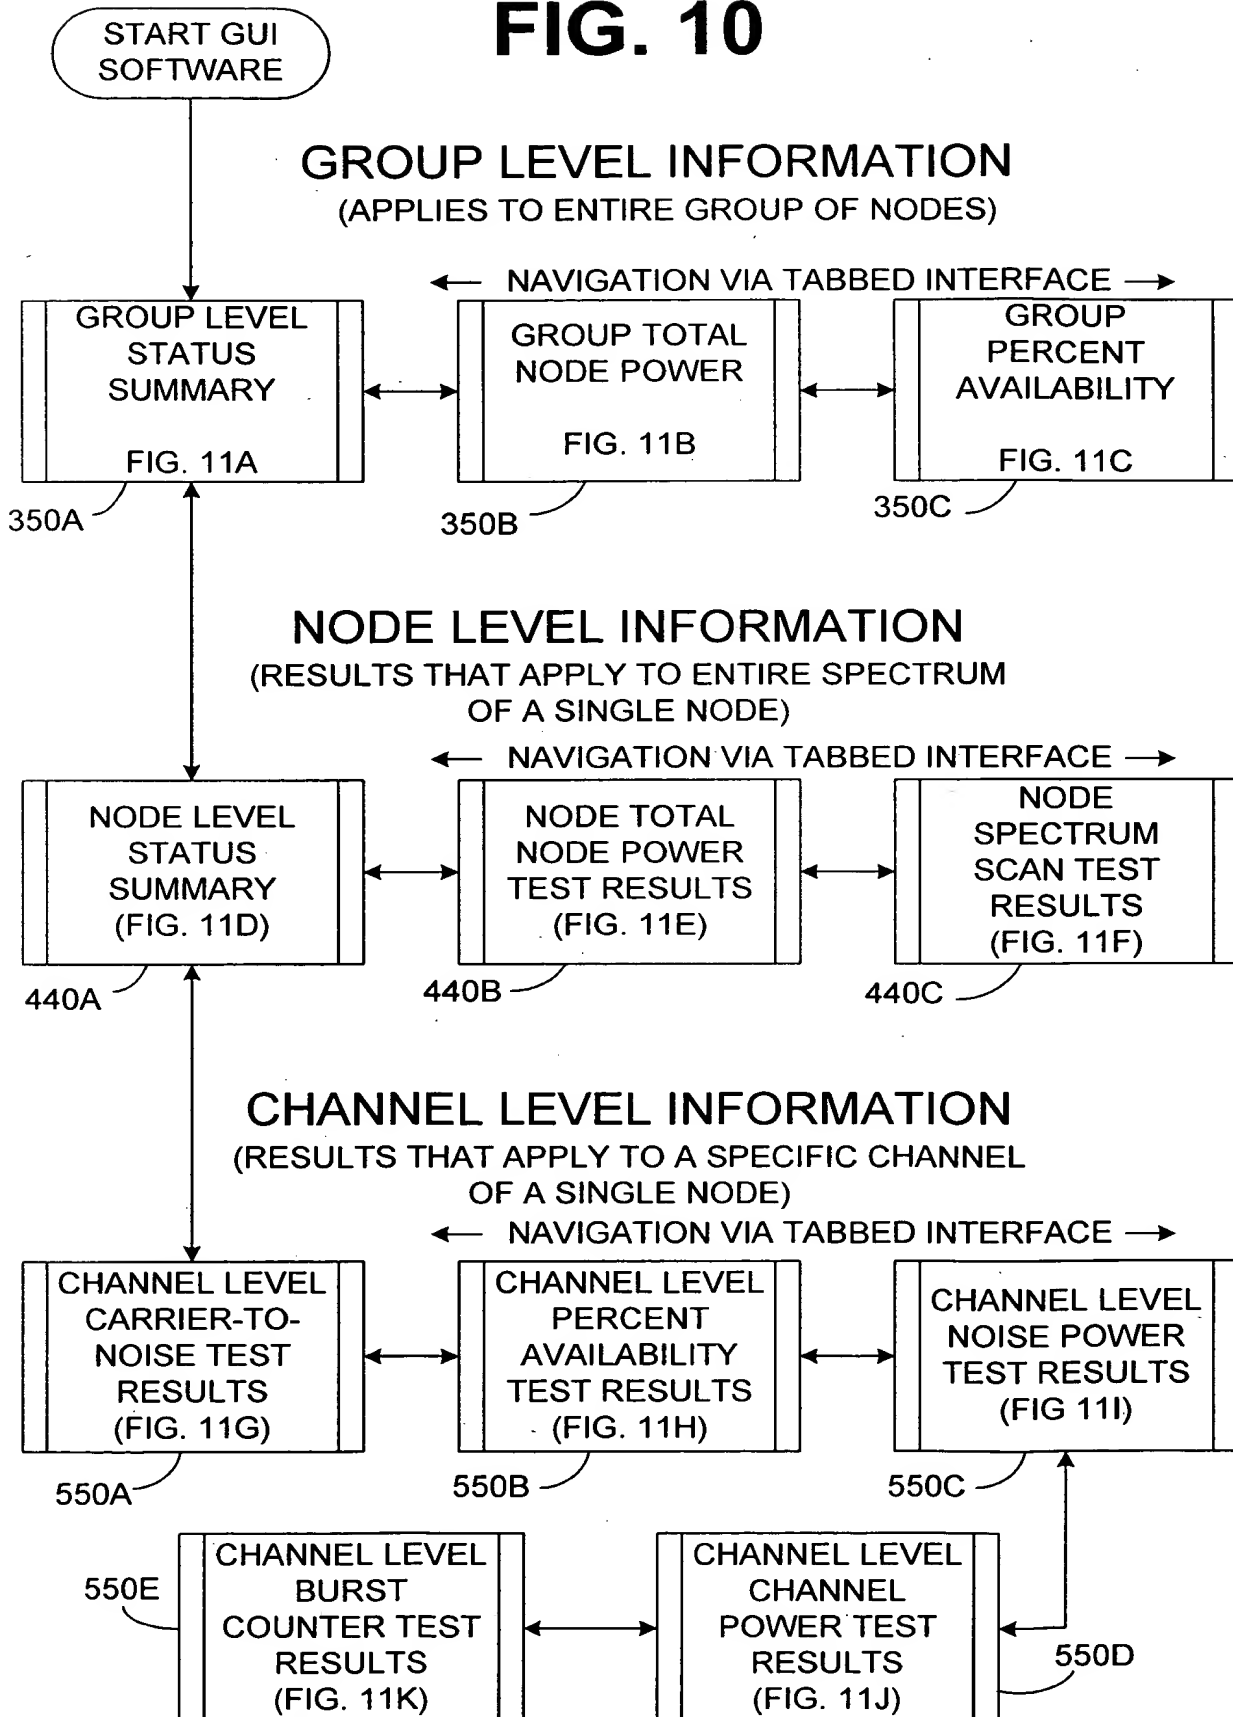 FIG. 10
START GUI
SOFTWARE
GROUP LEVEL INFORMATION
(APPLIES TO ENTIRE GROUP OF NODES)
← NAVIGATION VIA TABBED INTERFACE →
GROUP LEVEL
STATUS
SUMMARY
FIG. 11A
350A
GROUP TOTAL
NODE POWER
FIG. 11B
350B
GROUP
PERCENT
AVAILABILITY
FIG. 11C
350C
NODE LEVEL INFORMATION
(RESULTS THAT APPLY TO ENTIRE SPECTRUM
OF A SINGLE NODE)
← NAVIGATION VIA TABBED INTERFACE →
NODE LEVEL
STATUS
SUMMARY
(FIG. 11D)
440A
NODE TOTAL
NODE POWER
TEST RESULTS
(FIG. 11E)
440B
NODE
SPECTRUM
SCAN TEST
RESULTS
(FIG. 11F)
440C
CHANNEL LEVEL INFORMATION
(RESULTS THAT APPLY TO A SPECIFIC CHANNEL
OF A SINGLE NODE)
← NAVIGATION VIA TABBED INTERFACE →
CHANNEL LEVEL
CARRIER-TO-
NOISE TEST
RESULTS
(FIG. 11G)
550A
CHANNEL LEVEL
PERCENT
AVAILABILITY
TEST RESULTS
(FIG. 11H)
550B
CHANNEL LEVEL
NOISE POWER
TEST RESULTS
(FIG 11I)
550C
550E
CHANNEL LEVEL
BURST
COUNTER TEST
RESULTS
(FIG. 11K)
CHANNEL LEVEL
CHANNEL
POWER TEST
RESULTS
(FIG. 11J)
550D